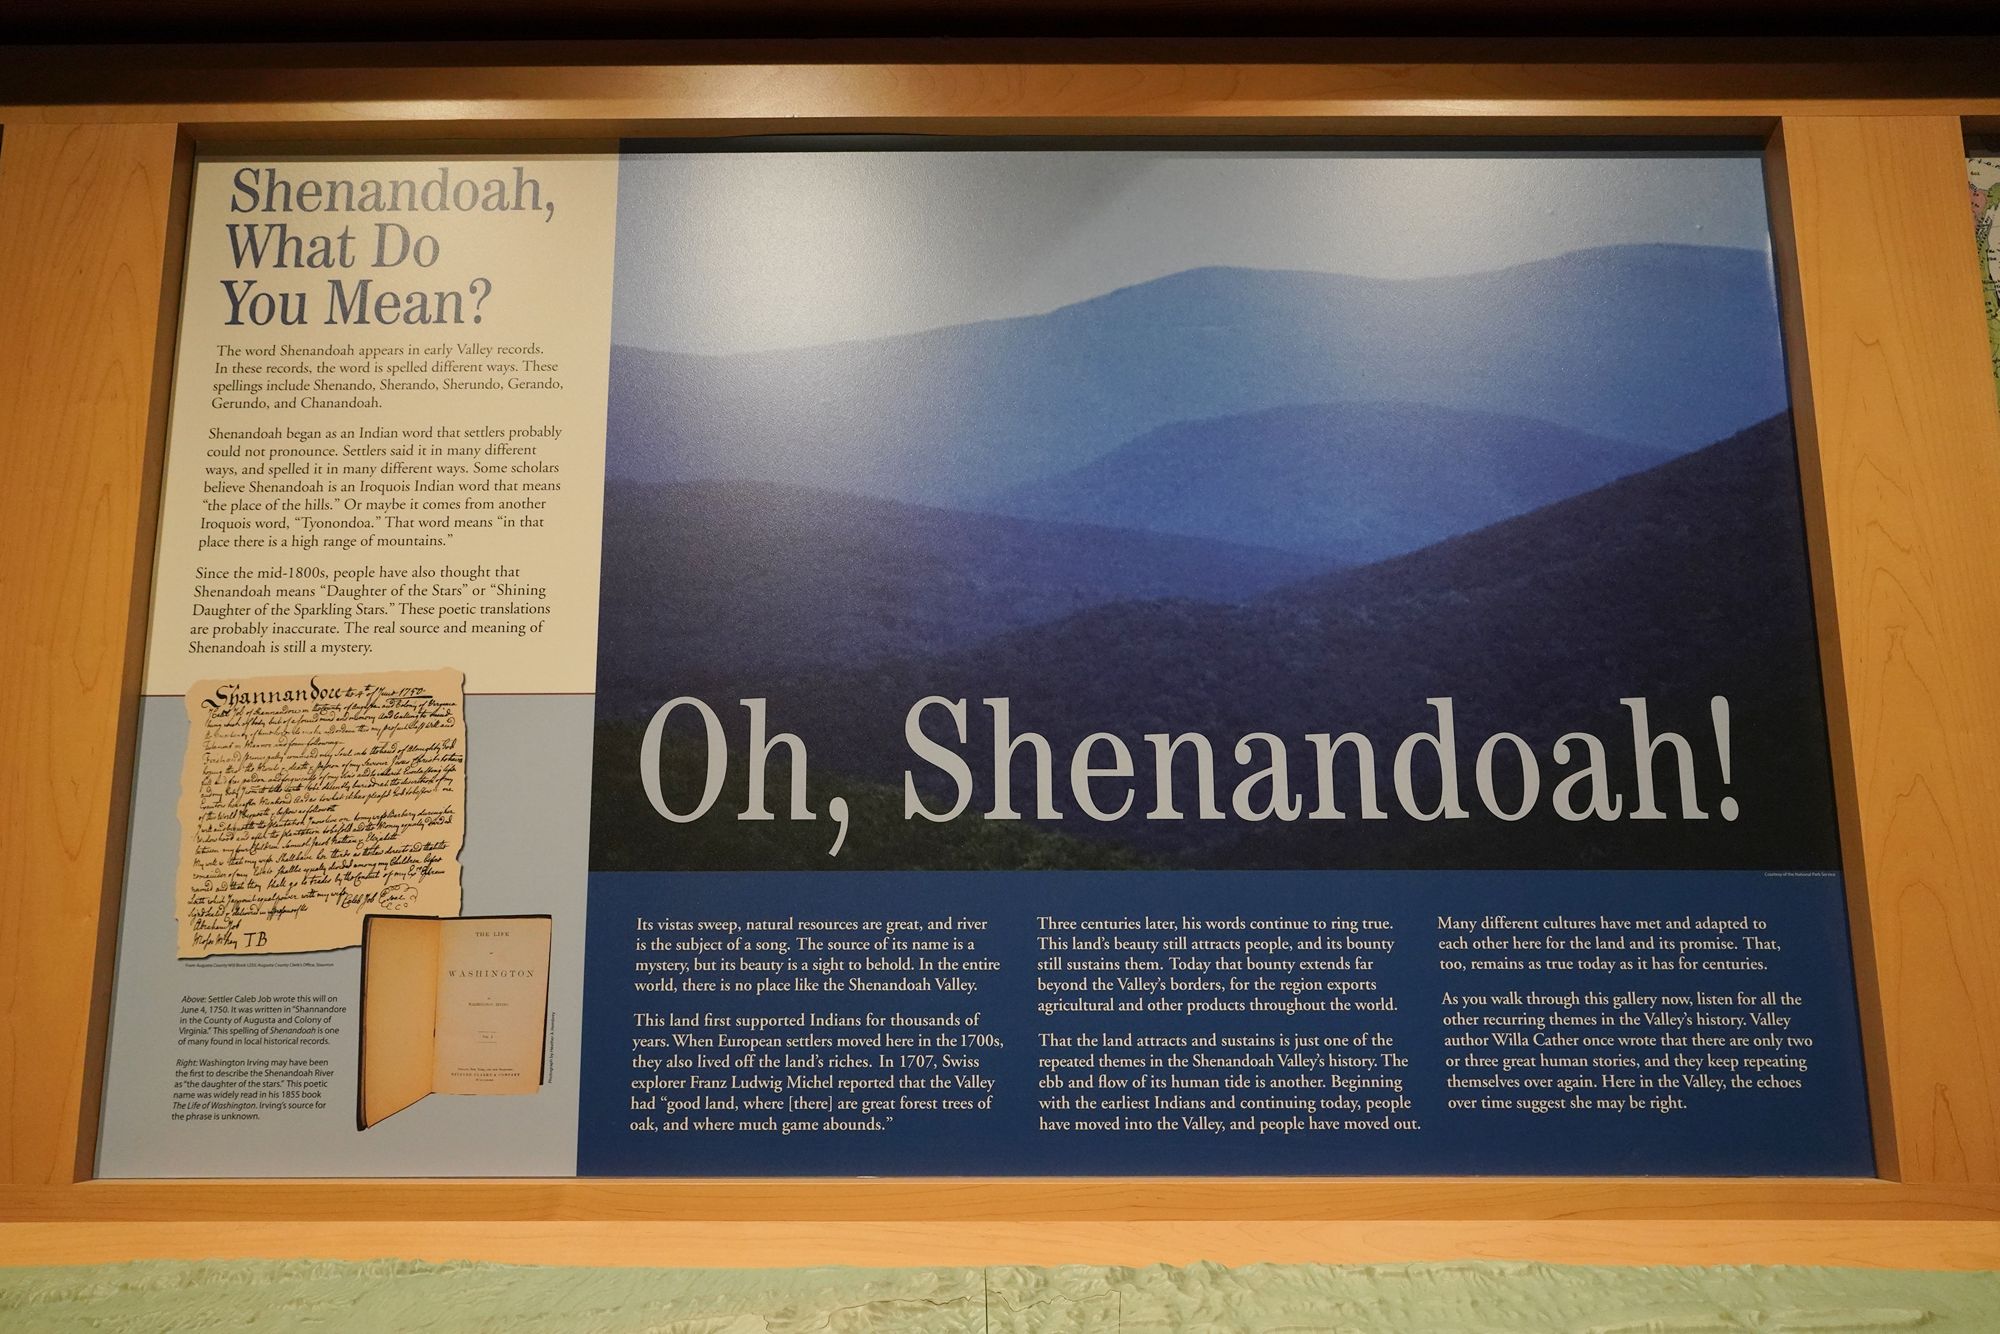 Shenandoah,
What Do
You Mean?
The word Shenandoah appears in early Valley records.
In these records, the word is spelled different ways. These
spellings include Shenando, Sherando, Sherundo, Gerando,
Gerundo, and Chanandoah.
Shenandoah began as an Indian word that settlers probably
could not pronounce. Settlers said it in many different
ways, and spelled it in many different ways. Some scholars
believe Shenandoah is an Iroquois Indian word that means
“the place of the hills.” Or maybe it comes from another
Iroquois word, “Tyonondoa.” That word means “in that
place there is a high range of mountains.”
Since the mid-1800s, people have also thought that
Shenandoah means “Daughter of the Stars” or “Shining
Daughter of the Sparkling Stars.” These poetic translations
are probably inaccurate. The real source and meaning of
Shenandoah is still a mystery.
Shannandore the 4th of June 1750
Caleb Job
Abraham Job
TB
Above: Settler Caleb Job wrote this will on
June 4, 1750. It was written in “Shannandore
in the County of Augusta and Colony of
Virginia.” This spelling of Shenandoah is one
of many found in local historical records.
Right: Washington Irving may have been
the first to describe the Shenandoah River
as “the daughter of the stars.” This poetic
name was widely read in his 1855 book
The Life of Washington. Irving’s source for
the phrase is unknown.
THE LIFE
OF
WASHINGTON
BY
WASHINGTON IRVING
VOL. I
Oh, Shenandoah!
Courtesy of the National Park Service
Its vistas sweep, natural resources are great, and river
is the subject of a song. The source of its name is a
mystery, but its beauty is a sight to behold. In the entire
world, there is no place like the Shenandoah Valley.
This land first supported Indians for thousands of
years. When European settlers moved here in the 1700s,
they also lived off the land’s riches. In 1707, Swiss
explorer Franz Ludwig Michel reported that the Valley
had “good land, where [there] are great forest trees of
oak, and where much game abounds.”
Three centuries later, his words continue to ring true.
This land’s beauty still attracts people, and its bounty
still sustains them. Today that bounty extends far
beyond the Valley’s borders, for the region exports
agricultural and other products throughout the world.
That the land attracts and sustains is just one of the
repeated themes in the Shenandoah Valley’s history. The
ebb and flow of its human tide is another. Beginning
with the earliest Indians and continuing today, people
have moved into the Valley, and people have moved out.
Many different cultures have met and adapted to
each other here for the land and its promise. That,
too, remains as true today as it has for centuries.
As you walk through this gallery now, listen for all the
other recurring themes in the Valley’s history. Valley
author Willa Cather once wrote that there are only two
or three great human stories, and they keep repeating
themselves over again. Here in the Valley, the echoes
over time suggest she may be right.